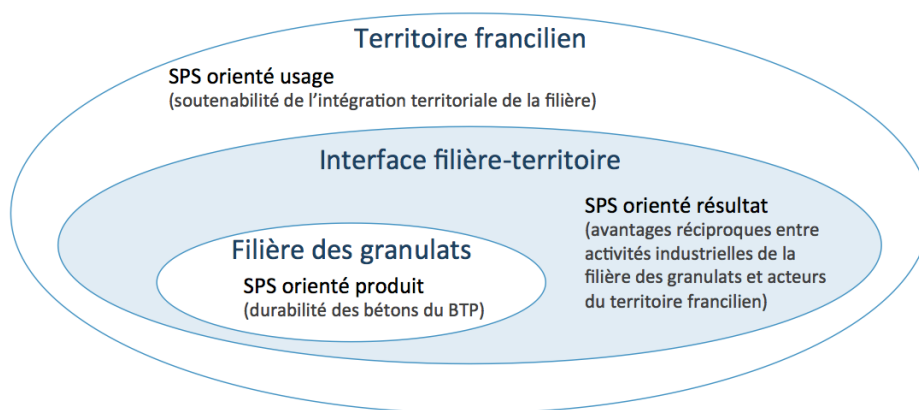 Territoire francilien
SPS orienté usage
(soutenabilité de l'intégration territoriale de la filière)
Interface filière-territoire
SPS orienté résultat
(avantages réciproques entre
activités industrielles de la
filière des granulats et acteurs
du territoire francilien)
Filière des granulats
SPS orienté produit
(durabilité des bétons du BTP)